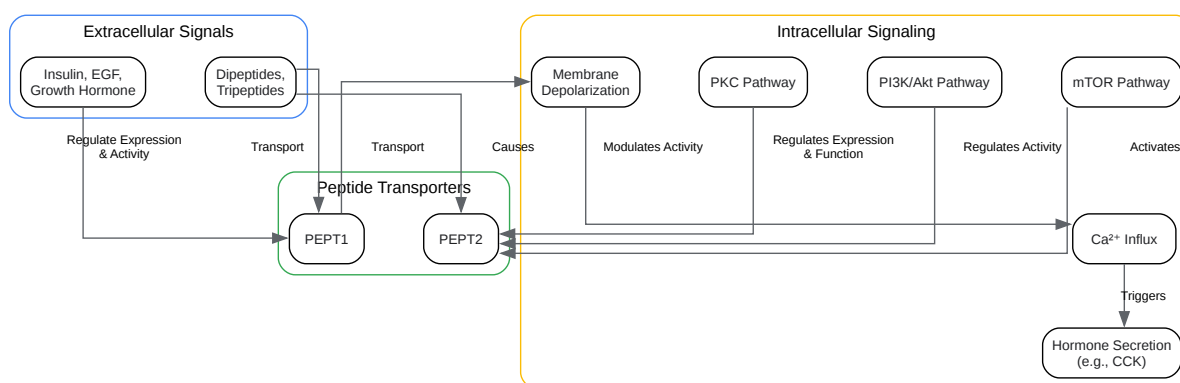 Extracellular Signals
Intracellular Signaling
Insulin, EGF,
Growth Hormone
Dipeptides,
Tripeptides
Membrane
Depolarization
PKC Pathway
PI3K/Akt Pathway
mTOR Pathway
Regulate Expression
& Activity
Transport
Transport
Causes
Modulates Activity
Regulates Expression
& Function
Regulates Activity
Activates
Peptide Transporters
PEPT1
PEPT2
Ca²⁺ Influx
Triggers
Hormone Secretion
(e.g., CCK)